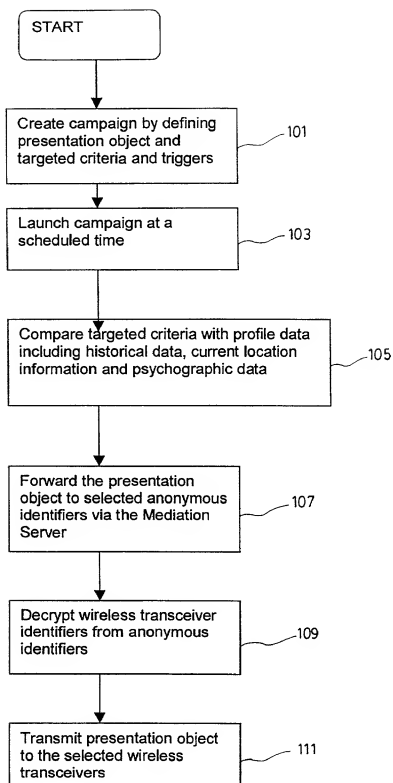 START
Create campaign by defining
presentation object and
targeted criteria and triggers
101
Launch campaign at a
scheduled time
103
Compare targeted criteria with profile data
including historical data, current location
information and psychographic data
105
Forward the presentation
object to selected anonymous
identifiers via the Mediation
Server
107
Decrypt wireless transceiver
identifiers from anonymous
identifiers
109
Transmit presentation object
to the selected wireless
transceivers
111